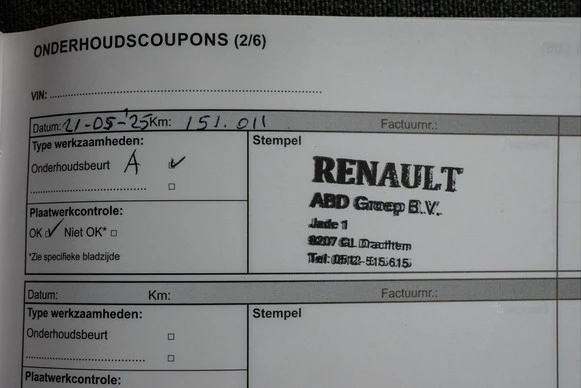 ONDERHOUDSCOUPONS (2/6)
VIN:
Datum: 21-05-'25 Km: 151.011 Factuurnr.:
Type werkzaamheden:
Stempel
Onderhoudsbeurt A
RENAULT
ABD Groep B.V.
Jade 1
9207 GL Drachten
Tel: 0512-515.615
Plaatwerkcontrole:
OK Niet OK*
*Zie specifieke bladzijde
Datum: Km: Factuurnr.:
Type werkzaamheden:
Stempel
Onderhoudsbeurt
Plaatwerkcontrole: